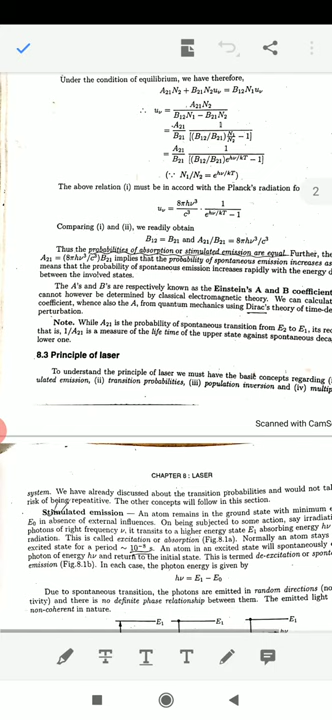 Under the condition of equilibrium, we have therefore,
A₂₁N₂ + B₂₁N₂uᵥ = B₁₂N₁uᵥ
∴ uᵥ = A₂₁N₂ / (B₁₂N₁ − B₂₁N₂)
= A₂₁/B₂₁ · 1/[(B₁₂/B₂₁) N₁/N₂ − 1]
= A₂₁/B₂₁ · 1/[(B₁₂/B₂₁)e^{hν/kT} − 1]
(∵ N₁/N₂ = e^{hν/kT})
The above relation (i) must be in accord with the Planck's radiation fo
2
uᵥ = 8πhν³/c³ · 1/(e^{hν/kT} − 1)
Comparing (i) and (ii), we readily obtain
B₁₂ = B₂₁ and A₂₁/B₂₁ = 8πhν³/c³
Thus the probabilities of absorption or stimulated emission are equal. Further, the
A₂₁ = (8πhν³/c³)B₂₁ implies that the probability of spontaneous emission increases as
means that the probability of spontaneous emission increases rapidly with the energy d
between the involved states.
The A's and B's are respectively known as the Einstein's A and B coefficient
cannot however be determined by classical electromagnetic theory. We can calculat
coefficient, whence also the A, from quantum mechanics using Dirac's theory of time-de
perturbation.
Note. While A₂₁ is the probability of spontaneous transition from E₂ to E₁, its rec
that is, 1/A₂₁ is a measure of the life time of the upper state against spontaneous deca
lower one.
8.3 Principle of laser
To understand the principle of laser we must have the basic concepts regarding (i
ulated emission, (ii) transition probabilities, (iii) population inversion and (iv) multip
Scanned with CamS
CHAPTER 8 : LASER
system. We have already discussed about the transition probabilities and would not tal
risk of being repetitive. The other concepts will follow in this section.
Stimulated emission — An atom remains in the ground state with minimum e
E₀ in absence of external influences. On being subjected to some action, say irradiati
photons of right frequency ν, it transits to a higher energy state E₁ absorbing energy hν
radiation. This is called excitation or absorption (Fig.8.1a). Normally an atom stays
excited state for a period ~ 10⁻⁸ s. An atom in an excited state will spontaneously
photon of energy hν and return to the initial state. This is termed de-excitation or spont
emission (Fig.8.1b). In each case, the photon energy is given by
hν = E₁ − E₀
Due to spontaneous transition, the photons are emitted in random directions (no
tivity) and there is no definite phase relationship between them. The emitted light
non-coherent in nature.
E₁ E₁ E₁
hν
T T T